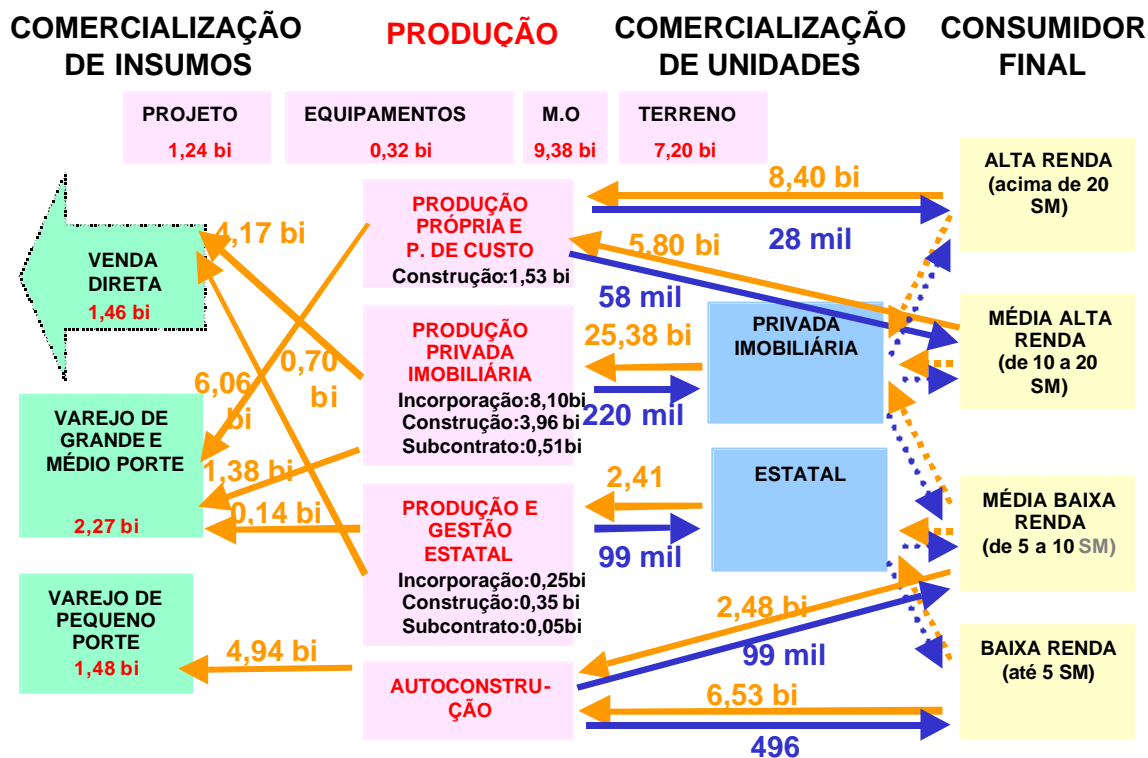 COMERCIALIZAÇÃO
DE INSUMOS
PRODUÇÃO
COMERCIALIZAÇÃO
DE UNIDADES
CONSUMIDOR
FINAL
PROJETO
1,24 bi
EQUIPAMENTOS
0,32 bi
M.O
9,38 bi
TERRENO
7,20 bi
VENDA
DIRETA
1,46 bi
VAREJO DE
GRANDE E
MÉDIO PORTE
2,27 bi
VAREJO DE
PEQUENO
PORTE
1,48 bi
4,17 bi
6,06
bi
0,70
bi
1,38 bi
0,14 bi
4,94 bi
PRODUÇÃO
PRÓPRIA E
P. DE CUSTO
Construção:1,53 bi
PRODUÇÃO
PRIVADA
IMOBILIÁRIA
Incorporação:8,10bi
Construção:3,96 bi
Subcontrato:0,51bi
PRODUÇÃO E
GESTÃO
ESTATAL
Incorporação:0,25bi
Construção:0,35 bi
Subcontrato:0,05bi
AUTOCONSTRU-
ÇÃO
8,40 bi
28 mil
5,80 bi
58 mil
25,38 bi
220 mil
2,41
99 mil
2,48 bi
99 mil
6,53 bi
496
PRIVADA
IMOBILIÁRIA
ESTATAL
ALTA RENDA
(acima de 20
SM)
MÉDIA ALTA
RENDA
(de 10 a 20
SM)
MÉDIA BAIXA
RENDA
(de 5 a 10 SM)
BAIXA RENDA
(até 5 SM)